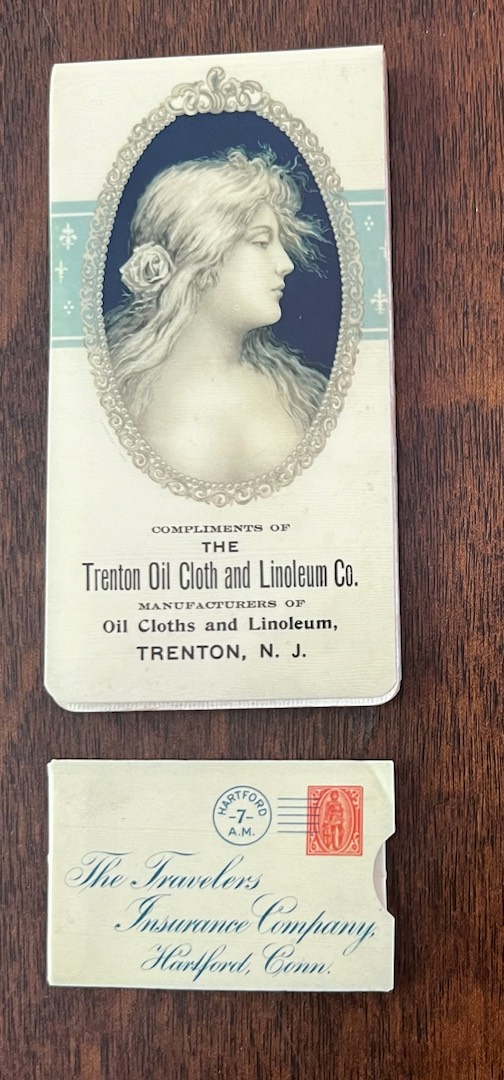 COMPLIMENTS OF
THE
Trenton Oil Cloth and Linoleum Co.
MANUFACTURERS OF
Oil Cloths and Linoleum,
TRENTON, N. J.
HARTFORD
-7-
A.M.
The Travelers
Insurance Company,
Hartford, Conn.